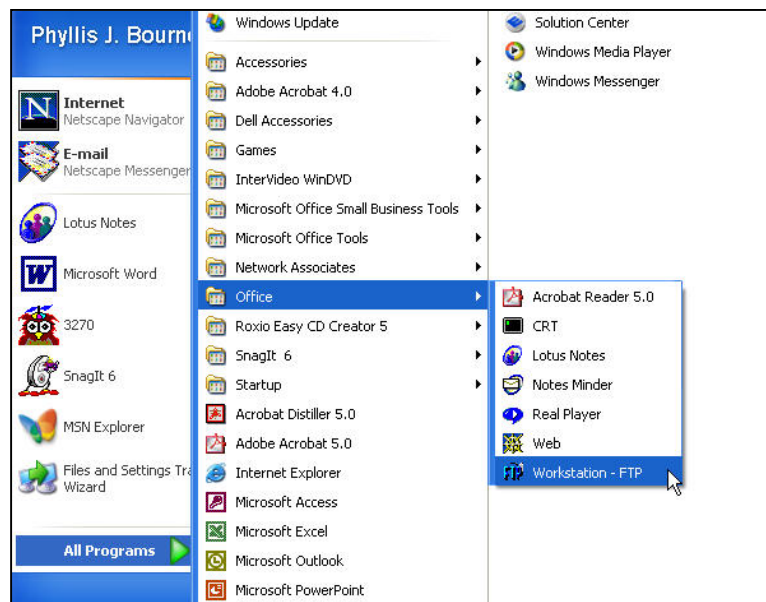 Phyllis J. Bourn
Internet
Netscape Navigator
E-mail
Netscape Messenger
Lotus Notes
Microsoft Word
3270
SnagIt 6
MSN Explorer
Files and Settings Tra
Wizard
All Programs
Windows Update
Accessories
Adobe Acrobat 4.0
Dell Accessories
Games
InterVideo WinDVD
Microsoft Office Small Business Tools
Microsoft Office Tools
Network Associates
Office
Roxio Easy CD Creator 5
SnagIt 6
Startup
Acrobat Distiller 5.0
Adobe Acrobat 5.0
Internet Explorer
Microsoft Access
Microsoft Excel
Microsoft Outlook
Microsoft PowerPoint
Solution Center
Windows Media Player
Windows Messenger
Acrobat Reader 5.0
CRT
Lotus Notes
Notes Minder
Real Player
Web
Workstation - FTP